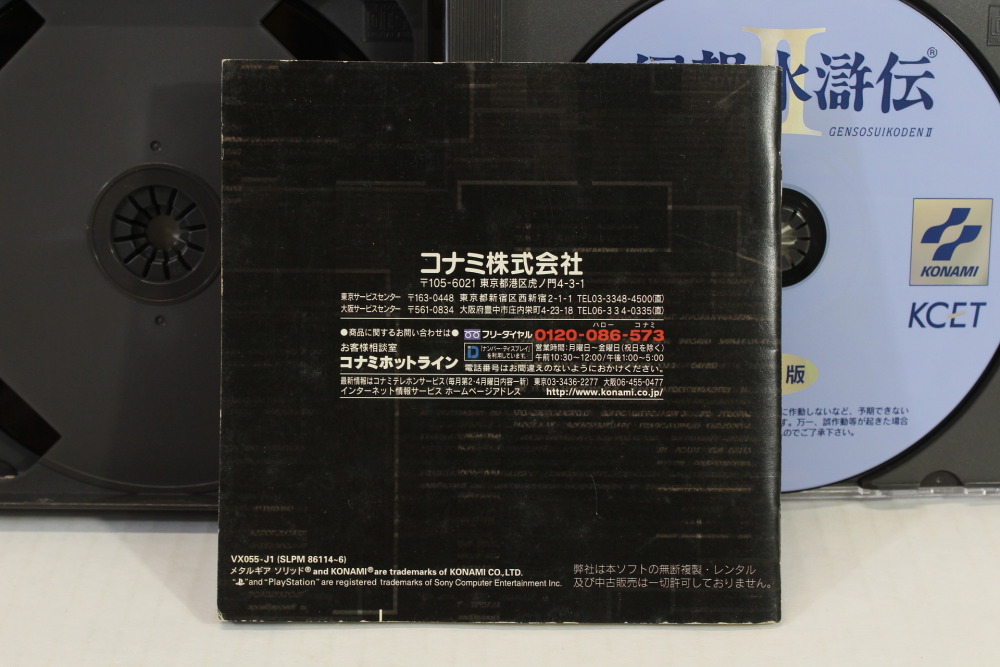 水滸伝®
II
GENSOSUIKODEN II
KONAMI
KCET
版
に作動しないなど、予期できない
す。万一、誤作動等が起きた場合
のでご了承下さい。
コナミ株式会社
〒105-6021 東京都港区虎ノ門4-3-1
東京サービスセンター 〒163-0448 東京都新宿区西新宿2-1-1 TEL03-3348-4500(直)
大阪サービスセンター 〒561-0834 大阪府豊中市庄内栄町4-23-18 TEL06-334-0335(直)
●商品に関するお問い合わせは●
お客様相談室
コナミホットライン
フリーダイヤル
ハロー コナミ
0120-086-573
D
「ナンバー・ディスプレイ」
を利用しています。
営業時間:月曜日〜金曜日(祝日を除く)
午前10:30〜12:00/午後1:00〜5:00
電話番号はお間違えのないようにおかけください。
最新情報はコナミテレホンサービス(毎月第2・4月曜日内容一新) 東京03-3436-2277 大阪06-455-0477
インターネット情報サービス ホームページアドレス http://www.konami.co.jp/
VX055-J1 (SLPM 86114~6)
メタルギア ソリッド® and KONAMI® are trademarks of KONAMI CO.,LTD.
" " and "PlayStation" are registered trademarks of Sony Computer Entertainment Inc.
弊社は本ソフトの無断複製・レンタル
及び中古販売は一切許可しておりません。